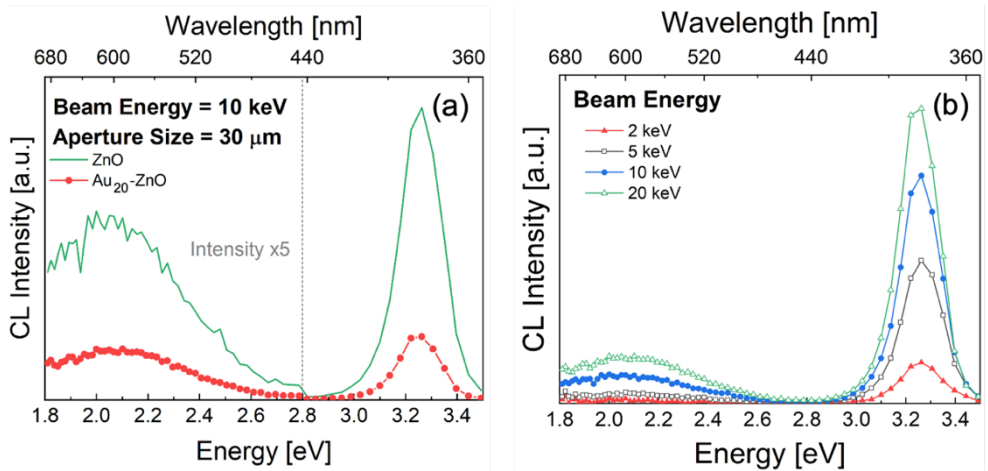 Wavelength [nm]
680 600 520 440 360
Beam Energy = 10 keV
Aperture Size = 30 μm
(a)
ZnO
Au20-ZnO
Intensity x5
CL Intensity [a.u.]
1.8 2.0 2.2 2.4 2.6 2.8 3.0 3.2 3.4
Energy [eV]
Wavelength [nm]
680 600 520 440 360
Beam Energy
(b)
2 keV
5 keV
10 keV
20 keV
CL Intensity [a.u.]
1.8 2.0 2.2 2.4 2.6 2.8 3.0 3.2 3.4
Energy [eV]